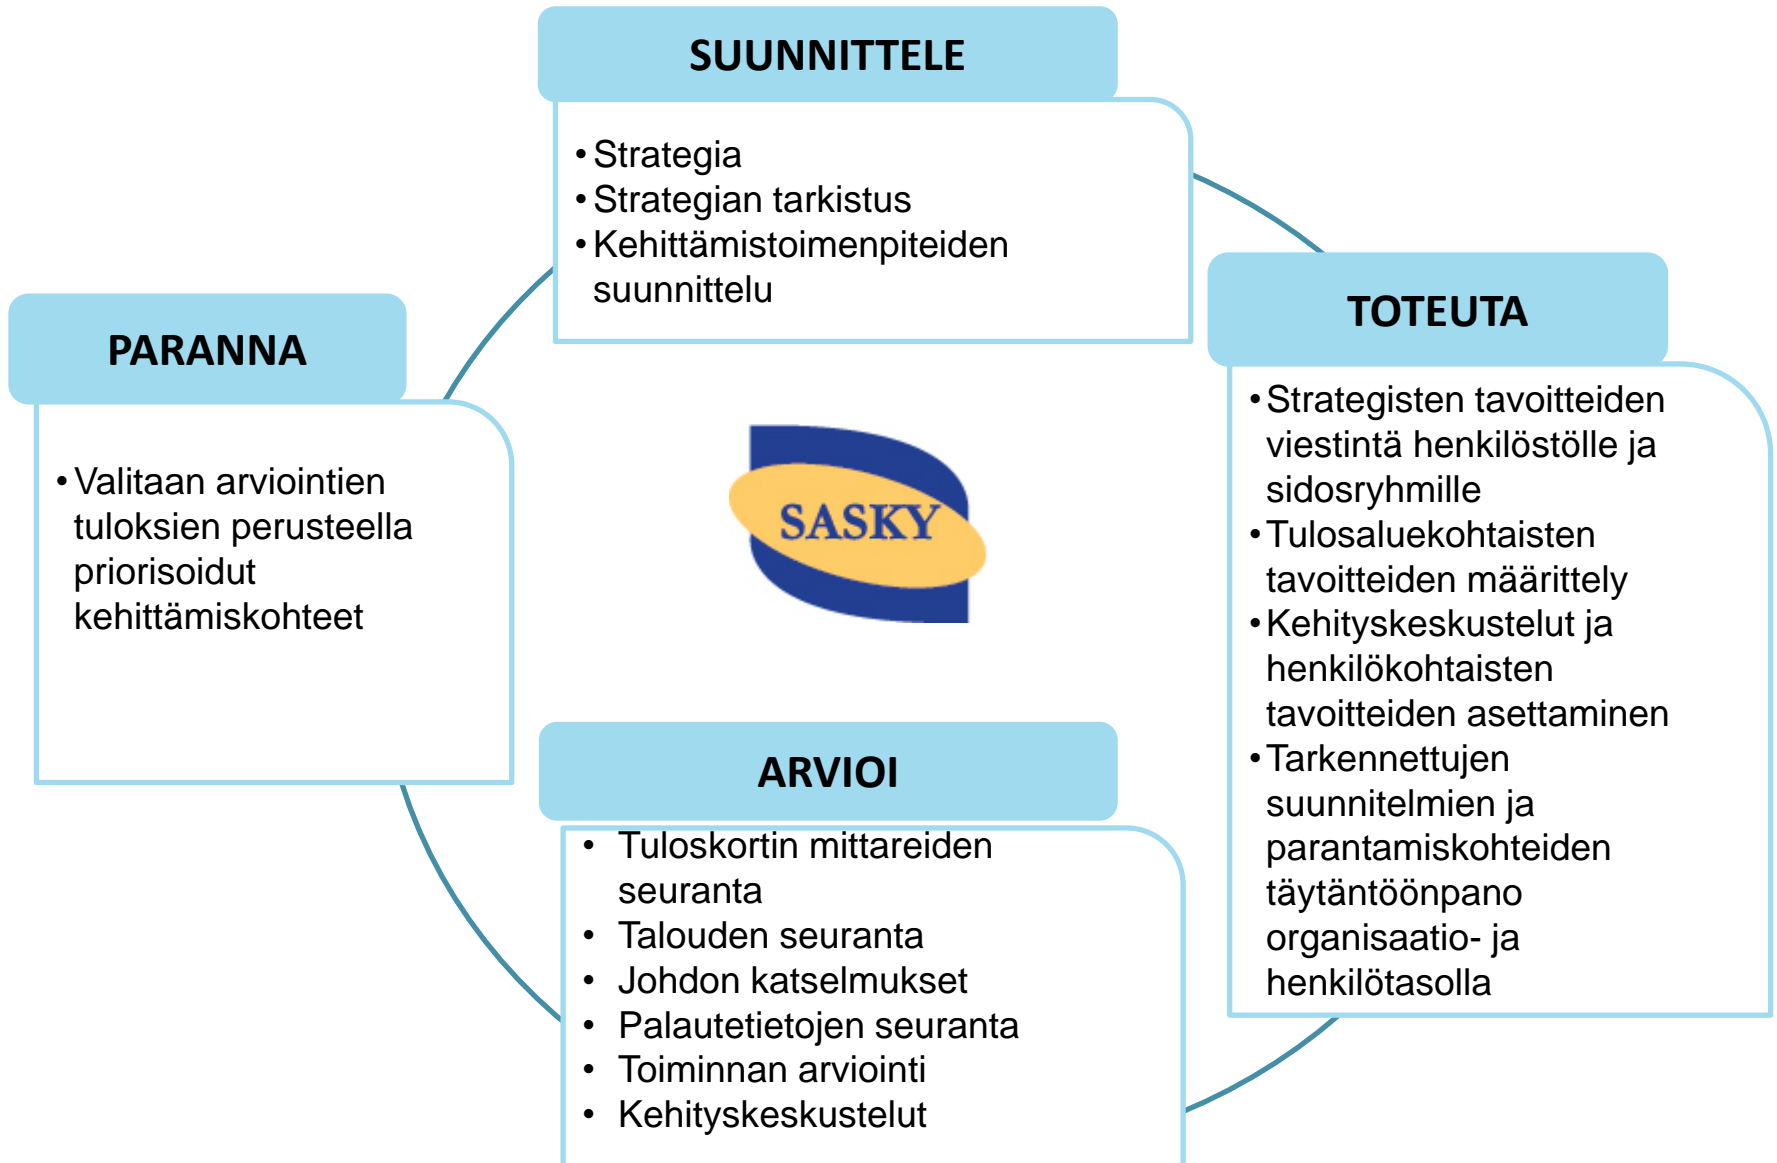 SUUNNITTELE
• Strategia
• Strategian tarkistus
• Kehittämistoimenpiteiden
suunnittelu
TOTEUTA
• Strategisten tavoitteiden
viestintä henkilöstölle ja
sidosryhmille
• Tulosaluekohtaisten
tavoitteiden määrittely
• Kehityskeskustelut ja
henkilökohtaisten
tavoitteiden asettaminen
• Tarkennettujen
suunnitelmien ja
parantamiskohteiden
täytäntöönpano
organisaatio- ja
henkilötasolla
ARVIOI
• Tuloskortin mittareiden
seuranta
• Talouden seuranta
• Johdon katselmukset
• Palautetietojen seuranta
• Toiminnan arviointi
• Kehityskeskustelut
PARANNA
• Valitaan arviointien
tuloksien perusteella
priorisoidut
kehittämiskohteet
SASKY